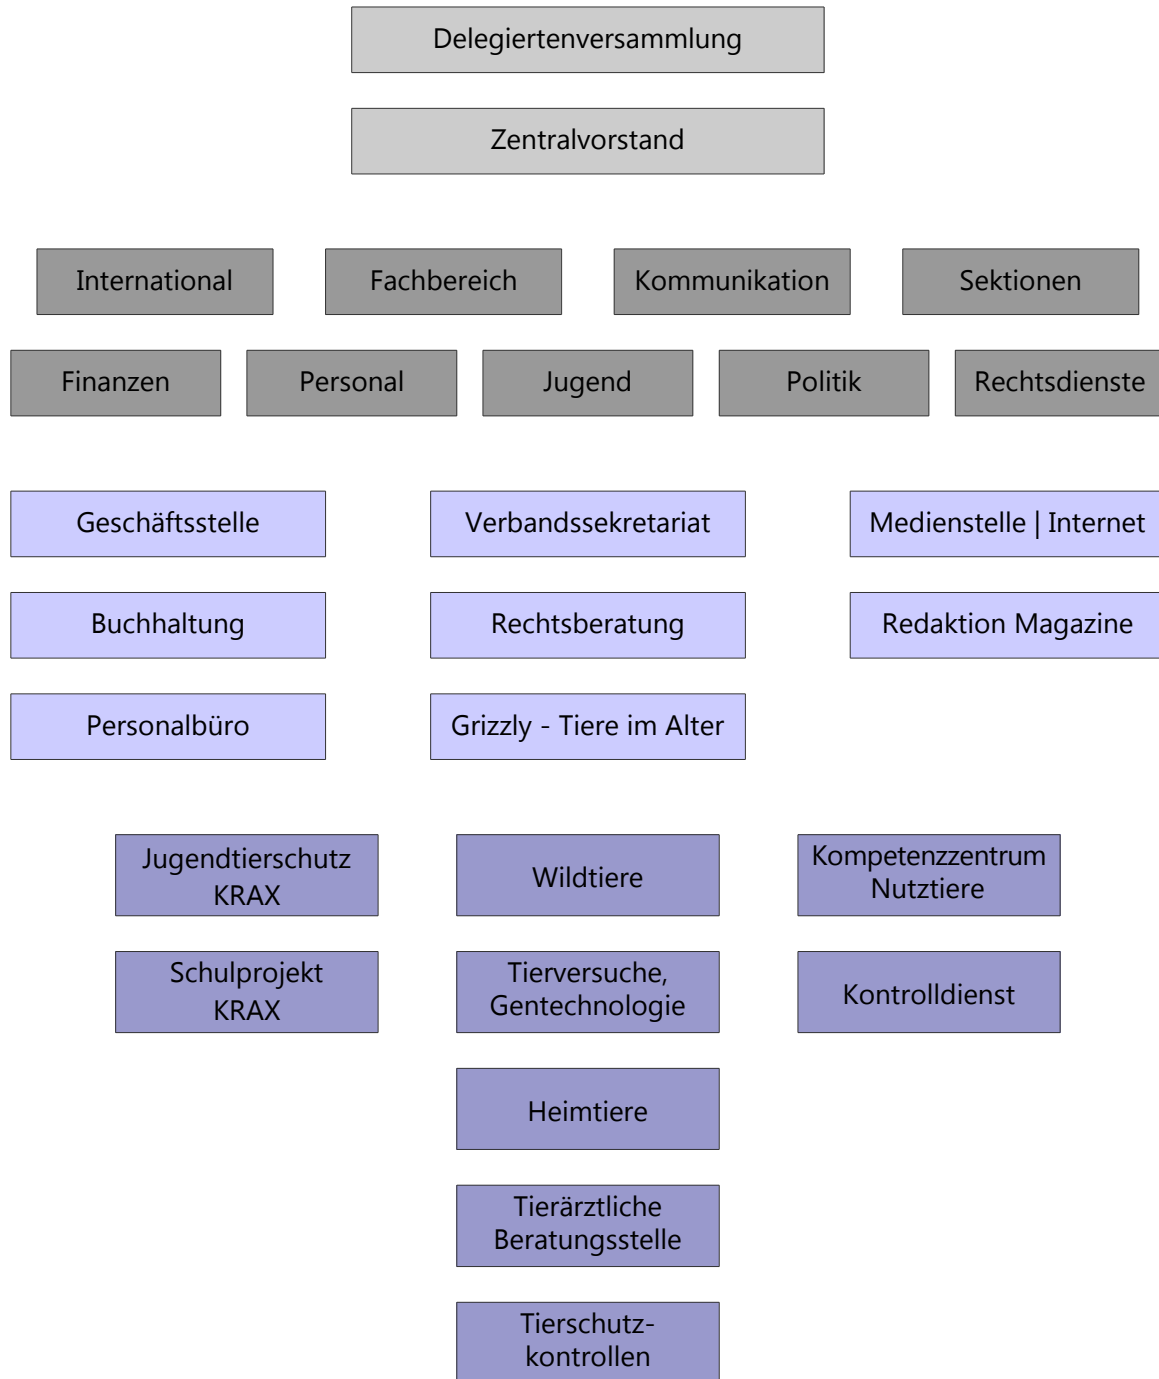 Delegiertenversammlung
Zentralvorstand
International
Fachbereich
Kommunikation
Sektionen
Finanzen
Personal
Jugend
Politik
Rechtsdienste
Geschäftsstelle
Verbandssekretariat
Medienstelle | Internet
Buchhaltung
Rechtsberatung
Redaktion Magazine
Personalbüro
Grizzly - Tiere im Alter
Jugendtierschutz
KRAX
Wildtiere
Kompetenzzentrum
Nutztiere
Schulprojekt
KRAX
Tierversuche,
Gentechnologie
Kontrolldienst
Heimtiere
Tierärztliche
Beratungsstelle
Tierschutz-
kontrollen